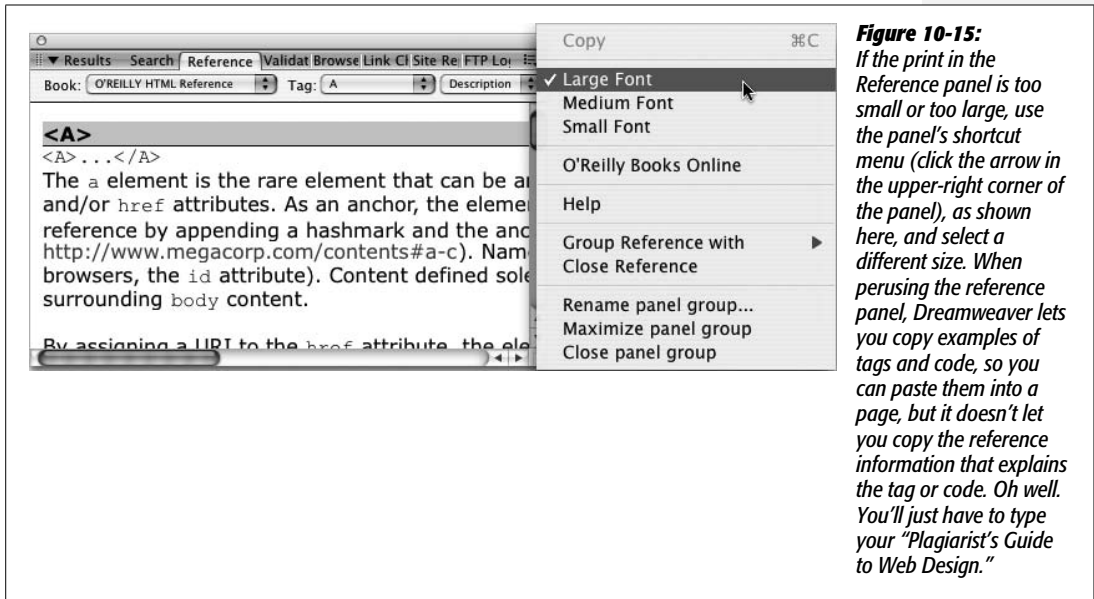 Results Search Reference Validat Browse Link Cl Site Re FTP Log
Book: O'REILLY HTML Reference Tag: A Description
<A>
<A>...</A>
The a element is the rare element that can be an
and/or href attributes. As an anchor, the eleme
reference by appending a hashmark and the anc
http://www.megacorp.com/contents#a-c). Nam
browsers, the id attribute). Content defined sole
surrounding body content.
By assigning a URI to the href attribute, the ele
Copy ⌘C
✓ Large Font
Medium Font
Small Font
O'Reilly Books Online
Help
Group Reference with
Close Reference
Rename panel group...
Maximize panel group
Close panel group
Figure 10-15:
If the print in the
Reference panel is too
small or too large, use
the panel's shortcut
menu (click the arrow in
the upper-right corner of
the panel), as shown
here, and select a
different size. When
perusing the reference
panel, Dreamweaver lets
you copy examples of
tags and code, so you
can paste them into a
page, but it doesn't let
you copy the reference
information that explains
the tag or code. Oh well.
You'll just have to type
your "Plagiarist's Guide
to Web Design."